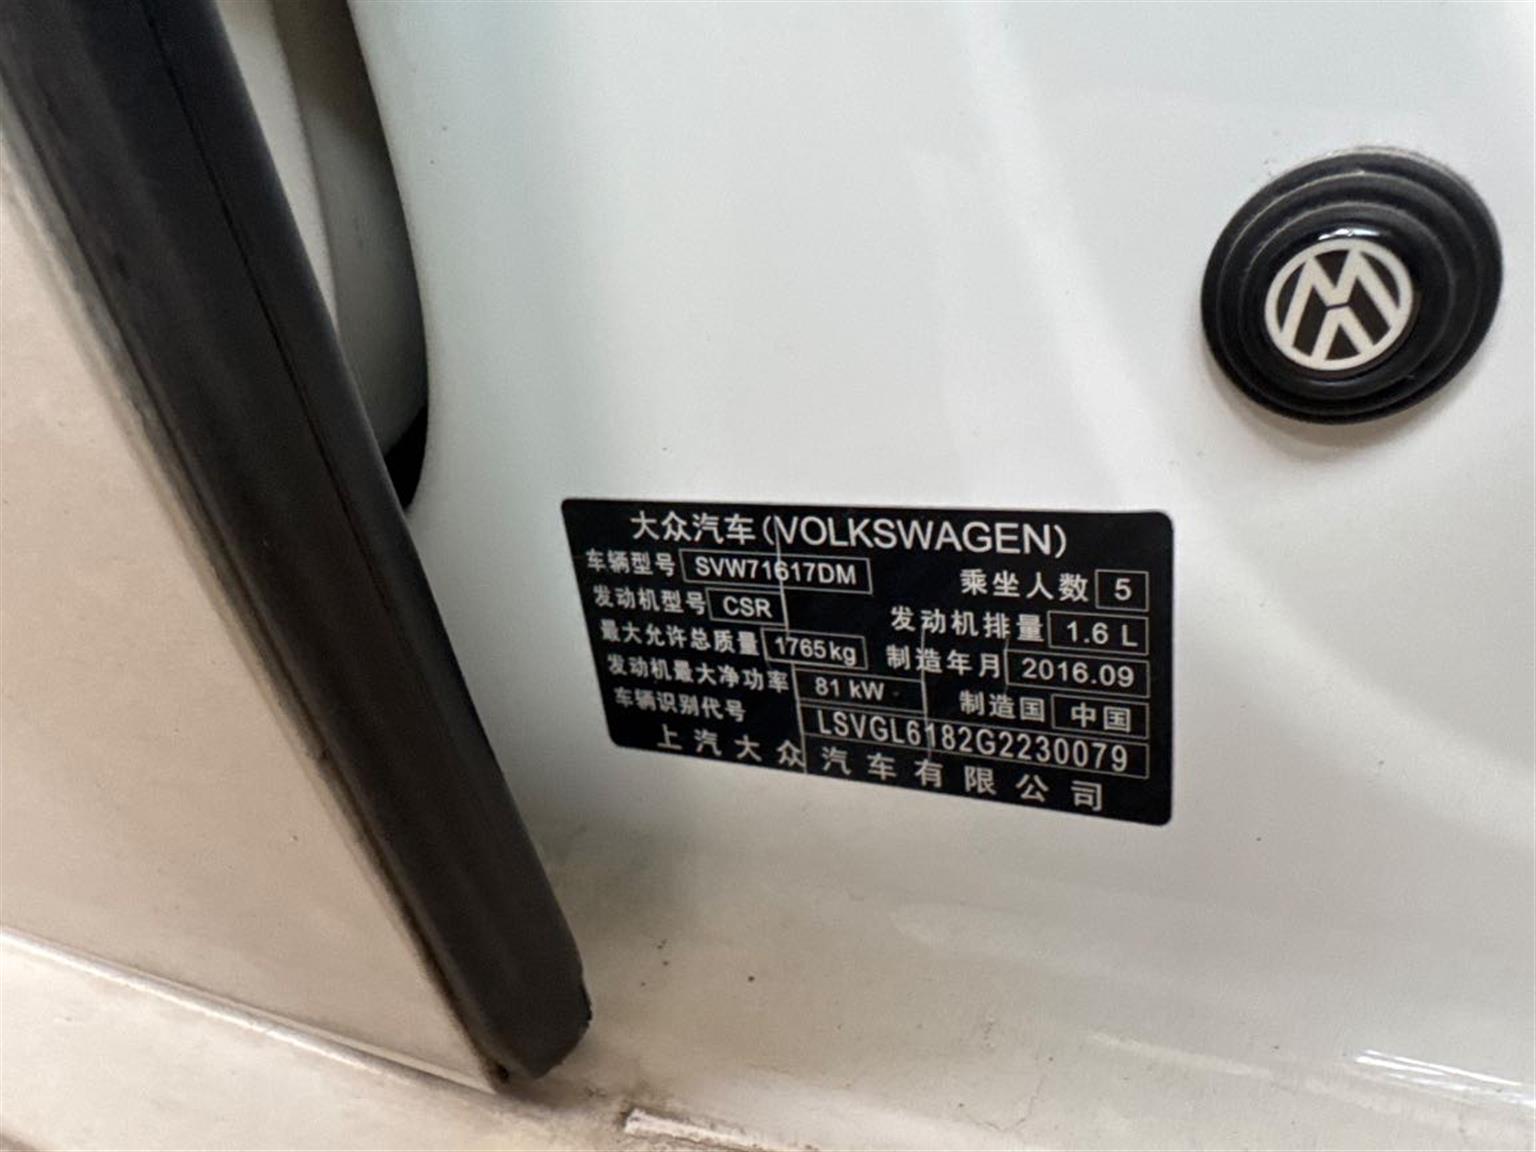 大众汽车(VOLKSWAGEN)
车辆型号 SVW71617DM 乘坐人数 5
发动机型号 CSR 发动机排量 1.6 L
最大允许总质量 1765kg 制造年月 2016.09
发动机最大净功率 81 kW 制造国 中国
车辆识别代号 LSVGL6182G2230079
上汽大众汽车有限公司